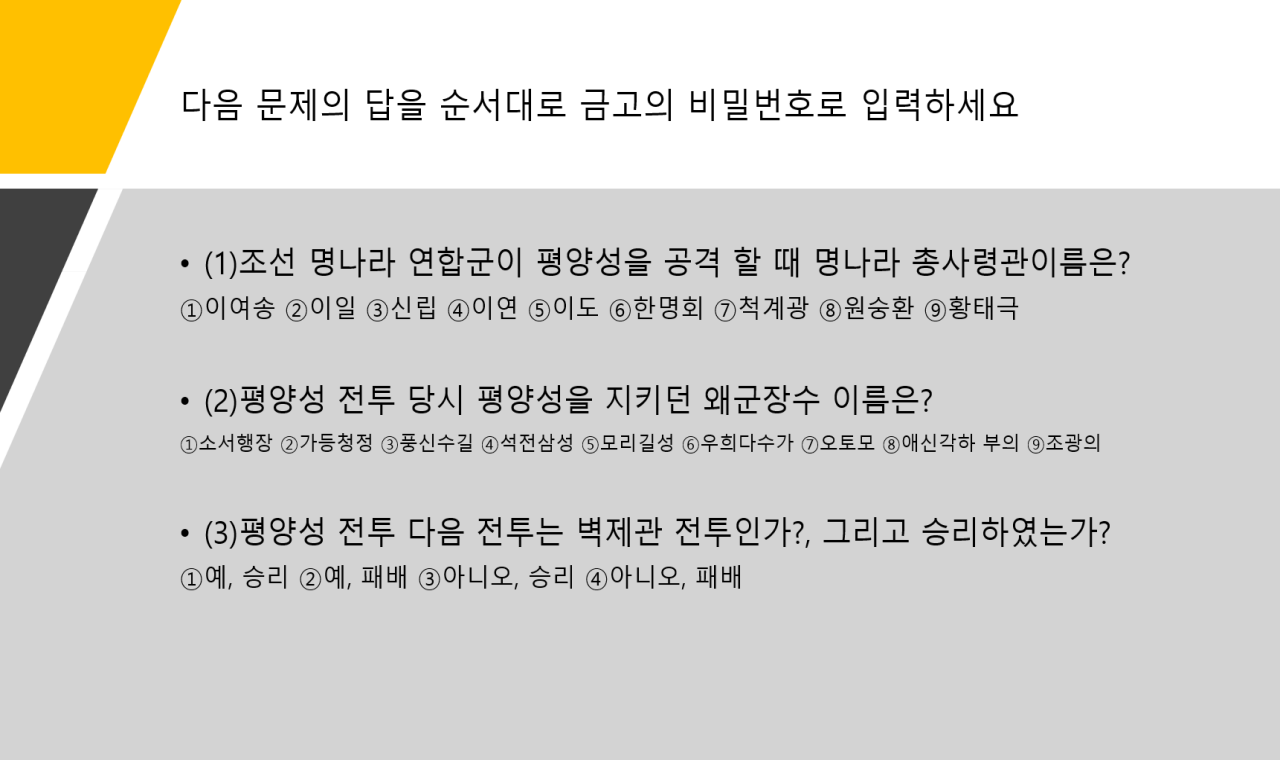 다음 문제의 답을 순서대로 금고의 비밀번호로 입력하세요
• (1)조선 명나라 연합군이 평양성을 공격 할 때 명나라 총사령관이름은?
①이여송 ②이일 ③신립 ④이연 ⑤이도 ⑥한명회 ⑦척계광 ⑧원숭환 ⑨황태극
• (2)평양성 전투 당시 평양성을 지키던 왜군장수 이름은?
①소서행장 ②가등청정 ③풍신수길 ④석전삼성 ⑤모리길성 ⑥우희다수가 ⑦오토모 ⑧애신각하 부의 ⑨조광의
• (3)평양성 전투 다음 전투는 벽제관 전투인가?, 그리고 승리하였는가?
①예, 승리 ②예, 패배 ③아니오, 승리 ④아니오, 패배